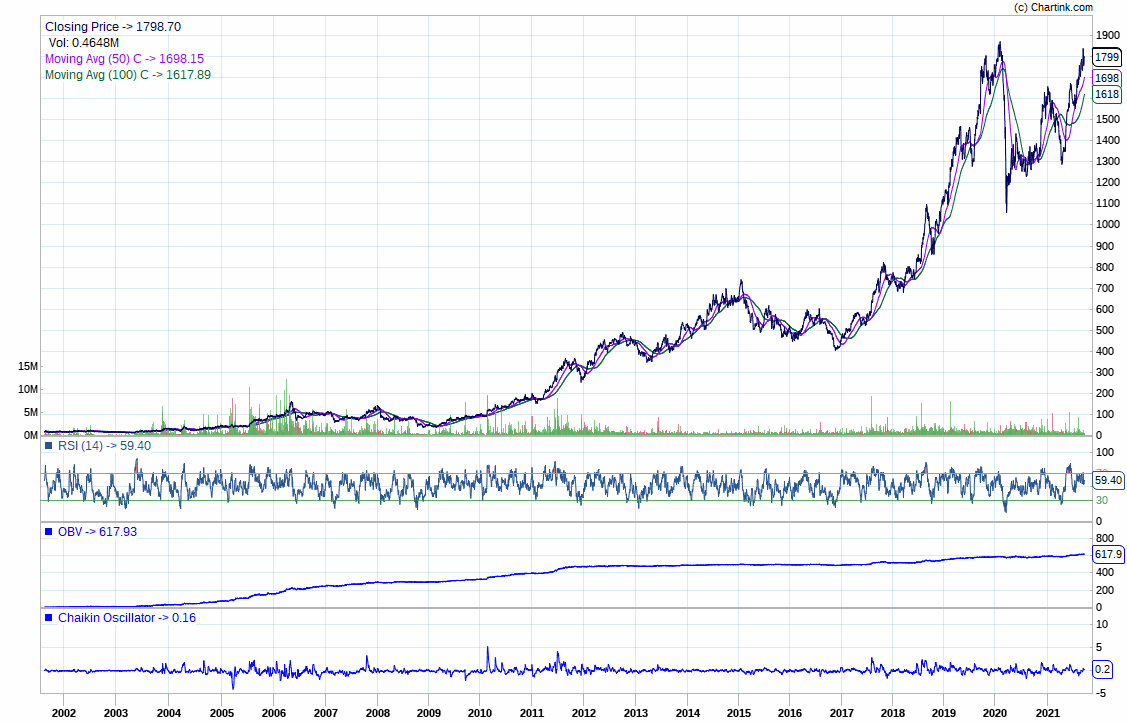 (c) Chartink.com
Closing Price -> 1798.70
Vol: 0.4648M
Moving Avg (50) C -> 1698.15
Moving Avg (100) C -> 1617.89
1900
1799
1698
1618
1500
1400
1300
1200
1100
1000
900
800
700
600
500
400
300
200
100
0
15M
10M
5M
0M
RSI (14) -> 59.40
100
70
59.40
30
0
OBV -> 617.93
800
617.9
400
200
0
Chaikin Oscillator -> 0.16
10
5
0.2
-5
2002 2003 2004 2005 2006 2007 2008 2009 2010 2011 2012 2013 2014 2015 2016 2017 2018 2019 2020 2021